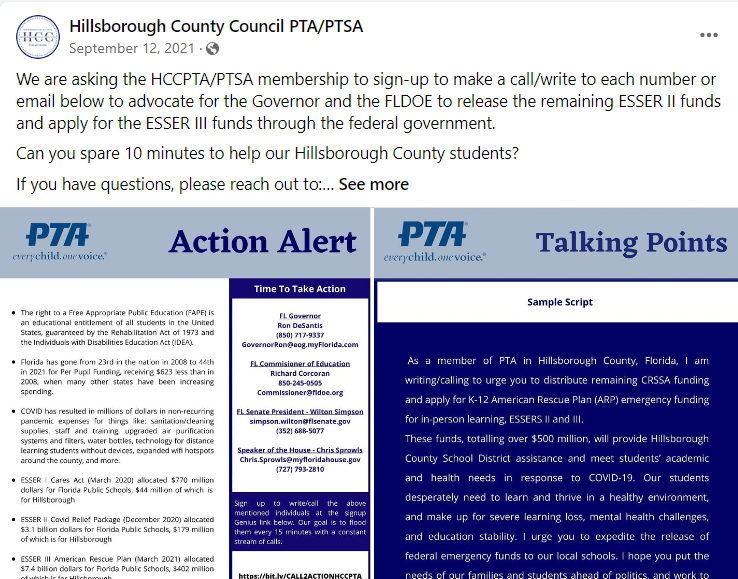 Hillsborough County Council PTA/PTSA
September 12, 2021 ·
HCC
We are asking the HCCPTA/PTSA membership to sign-up to make a call/write to each number or
email below to advocate for the Governor and the FLDOE to release the remaining ESSER II funds
and apply for the ESSER III funds through the federal government.
Can you spare 10 minutes to help our Hillsborough County students?
If you have questions, please reach out to:... See more
PTA®
everychild.onevoice.®
Action Alert
• The right to a Free Appropriate Public Education (FAPE) is
an educational entitlement of all students in the United
States, guaranteed by the Rehabilitation Act of 1973 and
the Individuals with Disabilities Education Act (IDEA).
• Florida has gone from 23rd in the nation in 2008 to 44th
in 2021 for Per Pupil Funding, receiving $623 less than in
2008, when many other states have been increasing
spending.
• COVID has resulted in millions of dollars in non-recurring
pandemic expenses for things like: sanitation/cleaning
supplies, staff and training, upgraded air purification
systems and filters, water bottles, technology for distance
learning students without devices, expanded wifi hotspots
around the county, and more.
• ESSER I Cares Act (March 2020) allocated $770 million
dollars for Florida Public Schools, $44 million of which is
for Hillsborough
• ESSER II Covid Relief Package (December 2020) allocated
$3.1 billion dollars for Florida Public Schools, $179 million
of which is for Hillsborough
• ESSER III American Rescue Plan (March 2021) allocated
$7.4 billion dollars for Florida Public Schools, $402 million
of which is for Hillsborough
Time To Take Action
FL Governor
Ron DeSantis
(850) 717-9337
GovernorRon@eog.myFlorida.com
FL Commisioner of Education
Richard Corcoran
850-245-0505
Commissioner@fldoe.org
FL Senate President - Wilton Simpson
simpson.wilton@flsenate.gov
(352) 688-5077
Speaker of the House - Chris Sprowls
Chris.Sprowls@myfloridahouse.gov
(727) 793-2810
Sign up to write/call the above
mentioned individuals at the signup
Genius link below. Our goal is to flood
them every 15 minutes with a constant
stream of calls.
https://bit.ly/CALL2ACTIONHCCPTA
PTA®
everychild.onevoice.®
Talking Points
Sample Script
As a member of PTA in Hillsborough County, Florida, I am
writing/calling to urge you to distribute remaining CRSSA funding
and apply for K-12 American Rescue Plan (ARP) emergency funding
for in-person learning, ESSERS II and III.
These funds, totalling over $500 million, will provide Hillsborough
County School District assistance and meet students' academic
and health needs in response to COVID-19. Our students
desperately need to learn and thrive in a healthy environment,
and make up for severe learning loss, mental health challenges,
and education stability. I urge you to expedite the release of
federal emergency funds to our local schools. I hope you put the
needs of our families and students ahead of politics, and work to